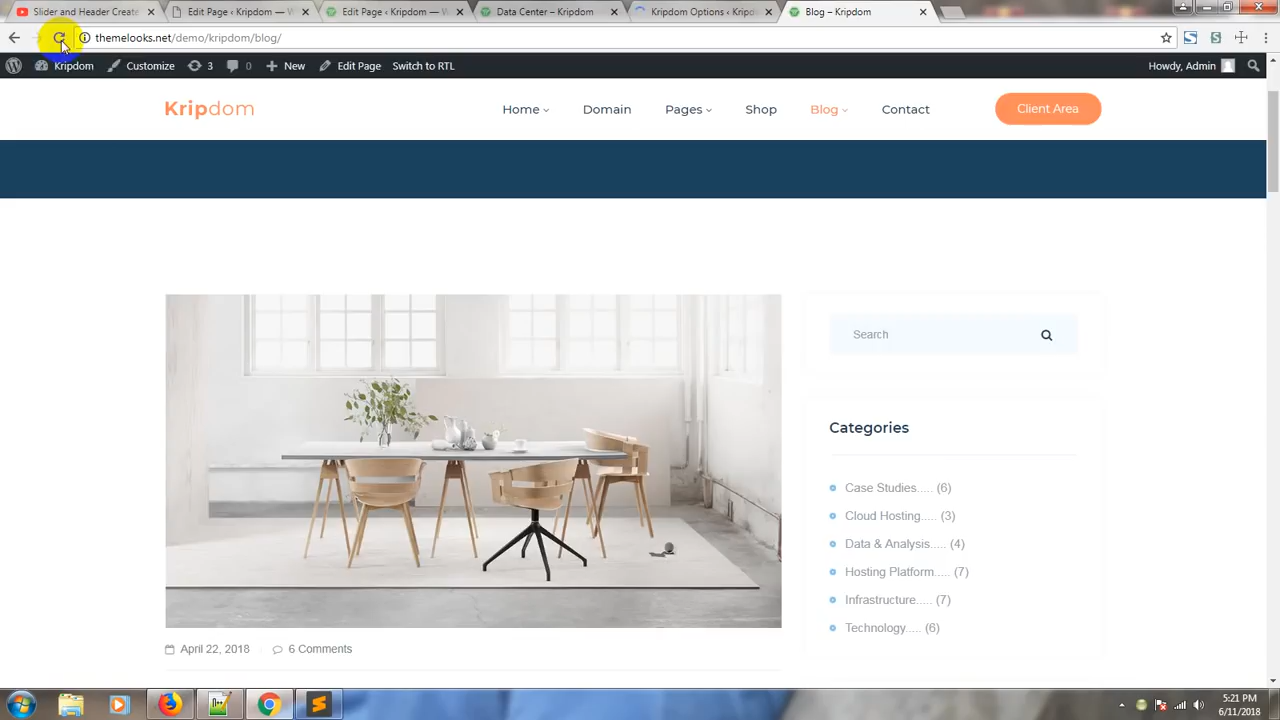 Slider and Header Create
Edit Page ‹ Kripdom — W
Edit Page ‹ Kripdom — W
Data Center – Kripdom
Kripdom Options ‹ Kripd
Blog – Kripdom
themelooks.net/demo/kripdom/blog/
Kripdom
Customize
3
0
New
Edit Page
Switch to RTL
Howdy, Admin
Kripdom
Home
Domain
Pages
Shop
Blog
Contact
Client Area
Search
Categories
Case Studies..... (6)
Cloud Hosting..... (3)
Data & Analysis..... (4)
Hosting Platform..... (7)
Infrastructure..... (7)
Technology..... (6)
April 22, 2018
6 Comments
5:21 PM
6/11/2018